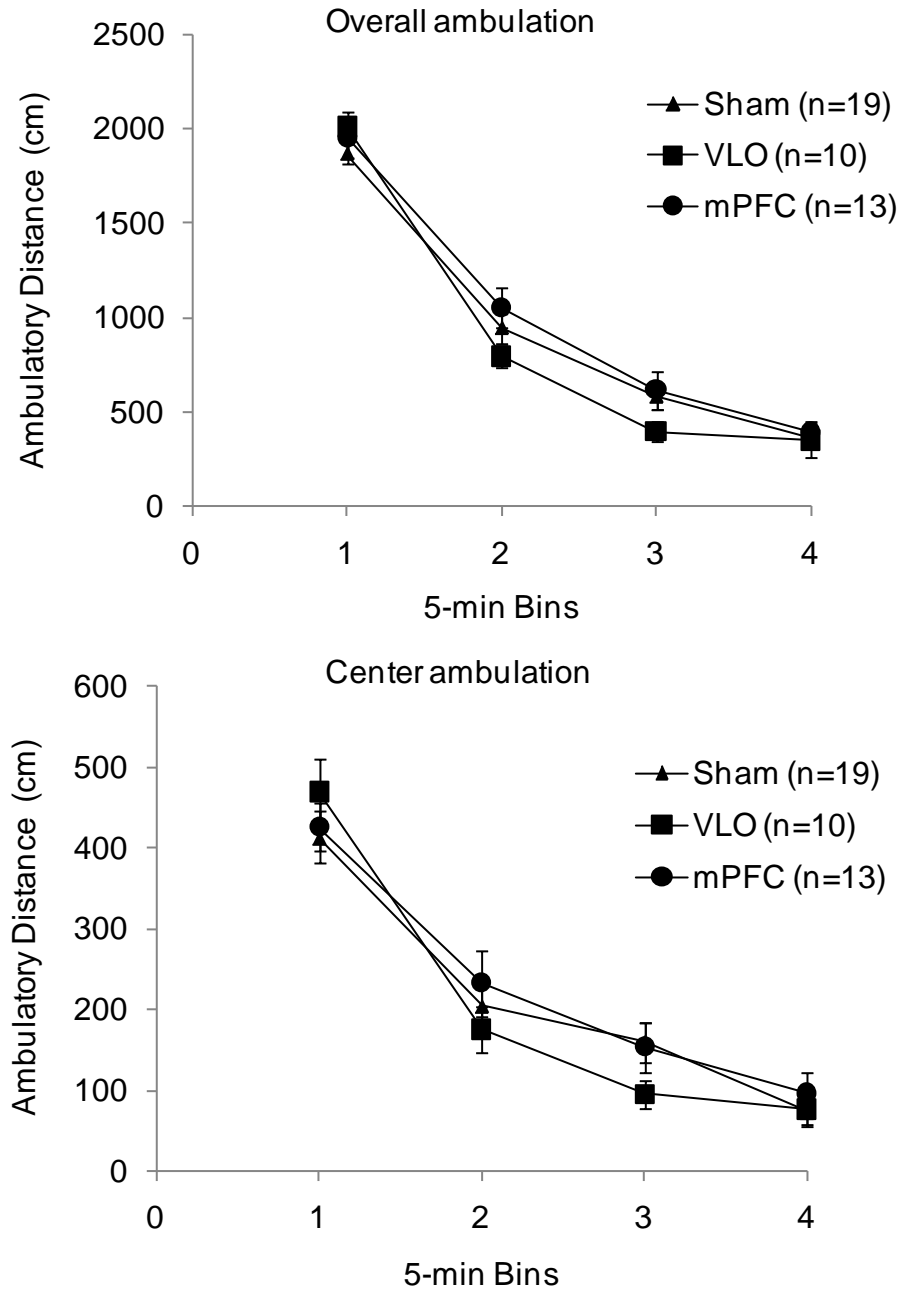 Overall ambulation
2500
2000
1500
1000
500
0
Ambulatory Distance (cm)
Sham (n=19)
VLO (n=10)
mPFC (n=13)
0 1 2 3 4
5-min Bins
Center ambulation
600
500
400
300
200
100
0
Ambulatory Distance (cm)
Sham (n=19)
VLO (n=10)
mPFC (n=13)
0 1 2 3 4
5-min Bins